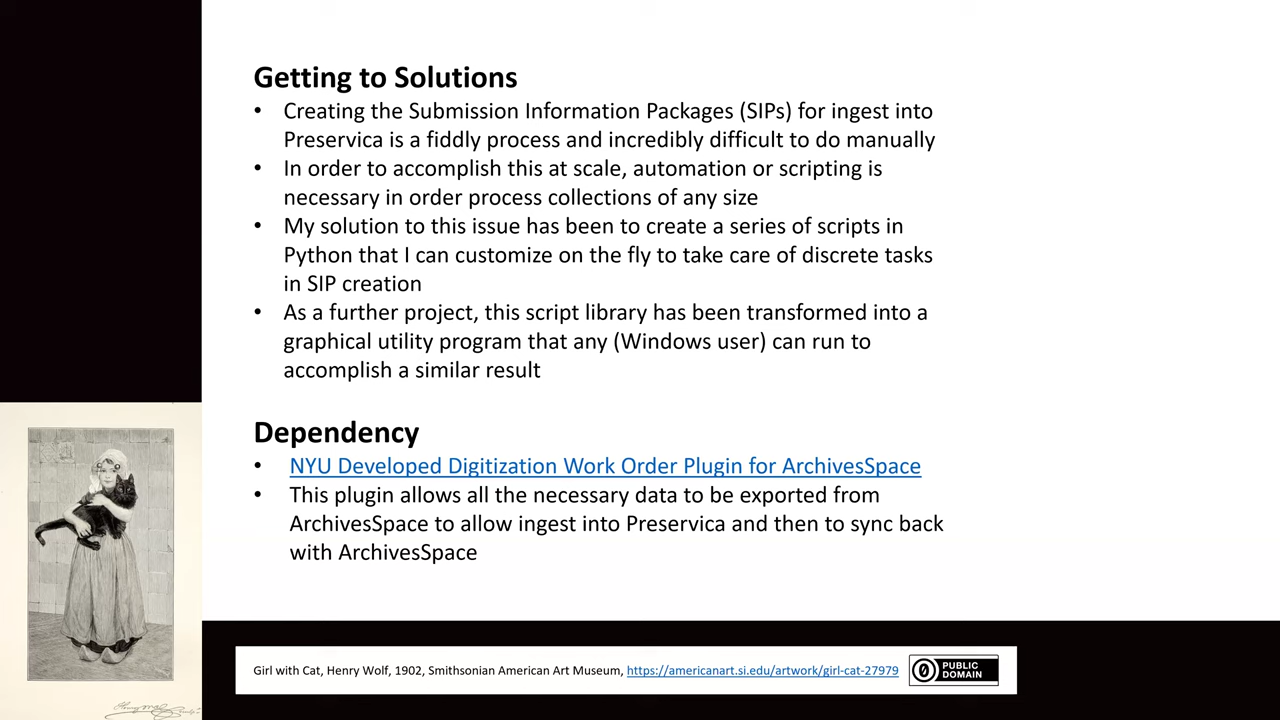 Getting to Solutions
• Creating the Submission Information Packages (SIPs) for ingest into
Preservica is a fiddly process and incredibly difficult to do manually
• In order to accomplish this at scale, automation or scripting is
necessary in order process collections of any size
• My solution to this issue has been to create a series of scripts in
Python that I can customize on the fly to take care of discrete tasks
in SIP creation
• As a further project, this script library has been transformed into a
graphical utility program that any (Windows user) can run to
accomplish a similar result
Dependency
• NYU Developed Digitization Work Order Plugin for ArchivesSpace
• This plugin allows all the necessary data to be exported from
ArchivesSpace to allow ingest into Preservica and then to sync back
with ArchivesSpace
Girl with Cat, Henry Wolf, 1902, Smithsonian American Art Museum, https://americanart.si.edu/artwork/girl-cat-27979
PUBLIC
DOMAIN